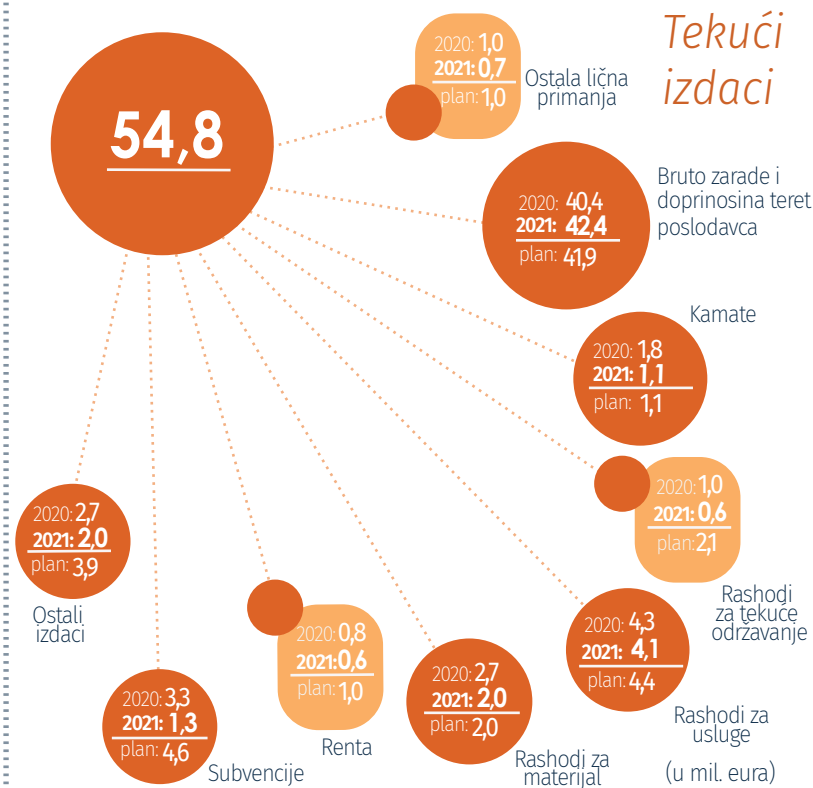 Tekući
izdaci
54,8
2020: 1,0
2021: 0,7
plan: 1,0
Ostala lična
primanja
2020: 40,4
2021: 42,4
plan: 41,9
Bruto zarade i
doprinosina teret
poslodavca
Kamate
2020: 1,8
2021: 1,1
plan: 1,1
2020: 1,0
2021: 0,6
plan: 2,1
Rashodi
za tekuće
održavanje
2020: 4,3
2021: 4,1
plan: 4,4
Rashodi za
usluge
2020: 2,7
2021: 2,0
plan: 2,0
Rashodi za
materijal
2020: 0,8
2021: 0,6
plan: 1,0
Renta
2020: 3,3
2021: 1,3
plan: 4,6
Subvencije
2020: 2,7
2021: 2,0
plan: 3,9
Ostali
izdaci
(u mil. eura)